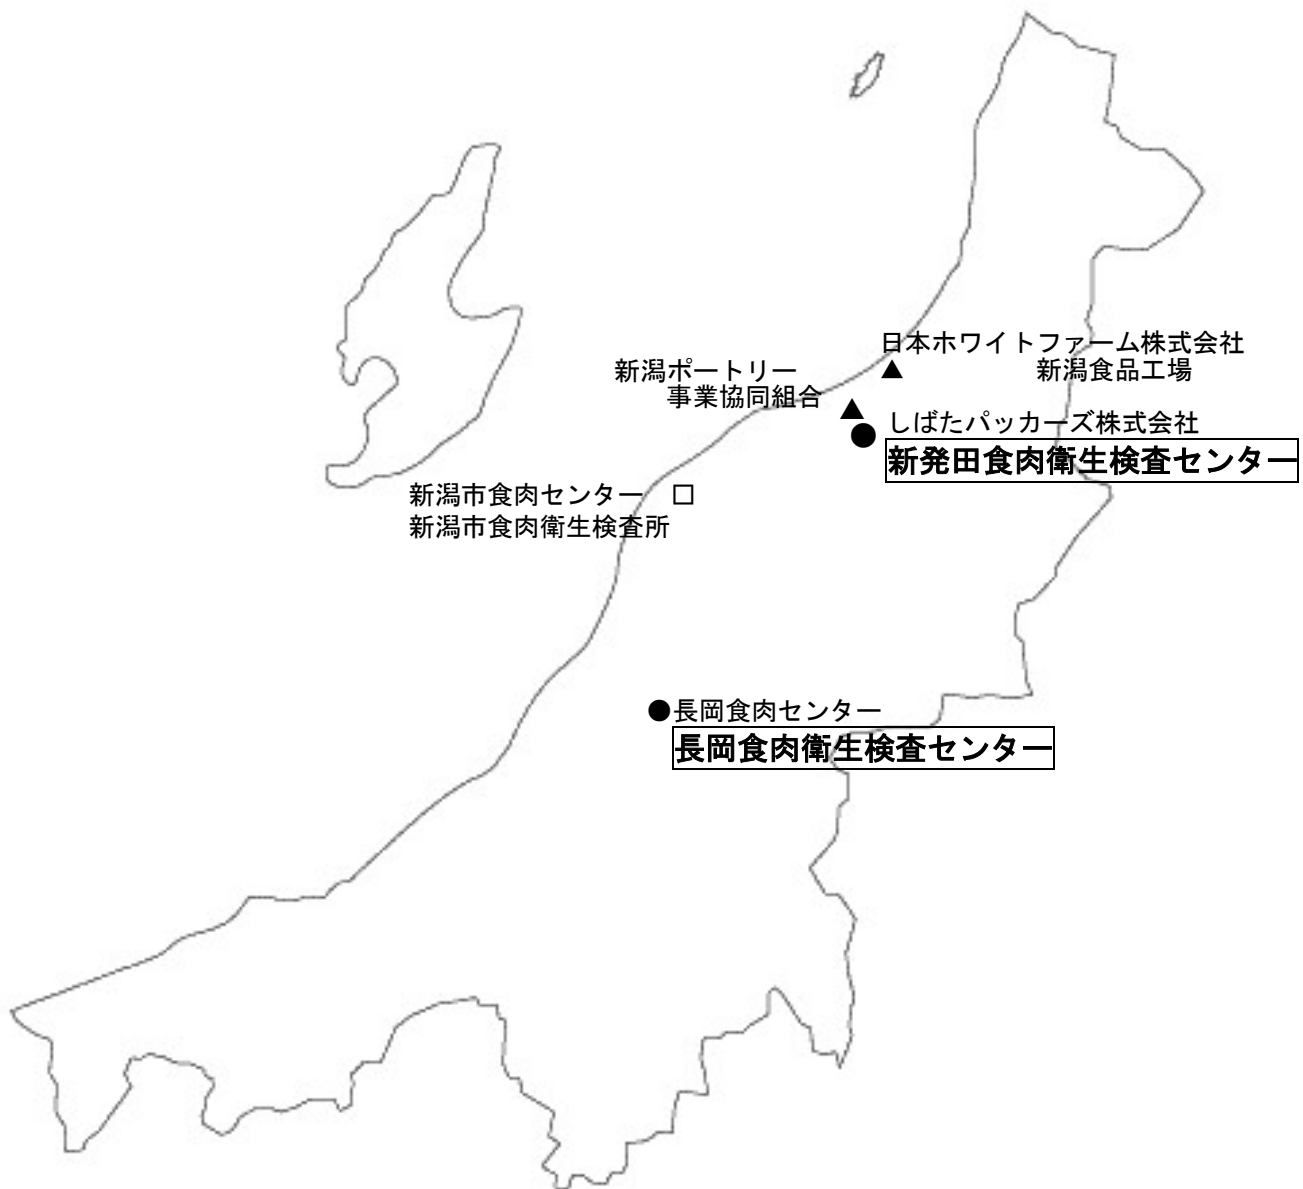 日本ホワイトファーム株式会社
新潟食品工場
新潟ポートリー
事業協同組合
しばたパッカーズ株式会社
新発田食肉衛生検査センター
新潟市食肉センター
新潟市食肉衛生検査所
長岡食肉センター
長岡食肉衛生検査センター